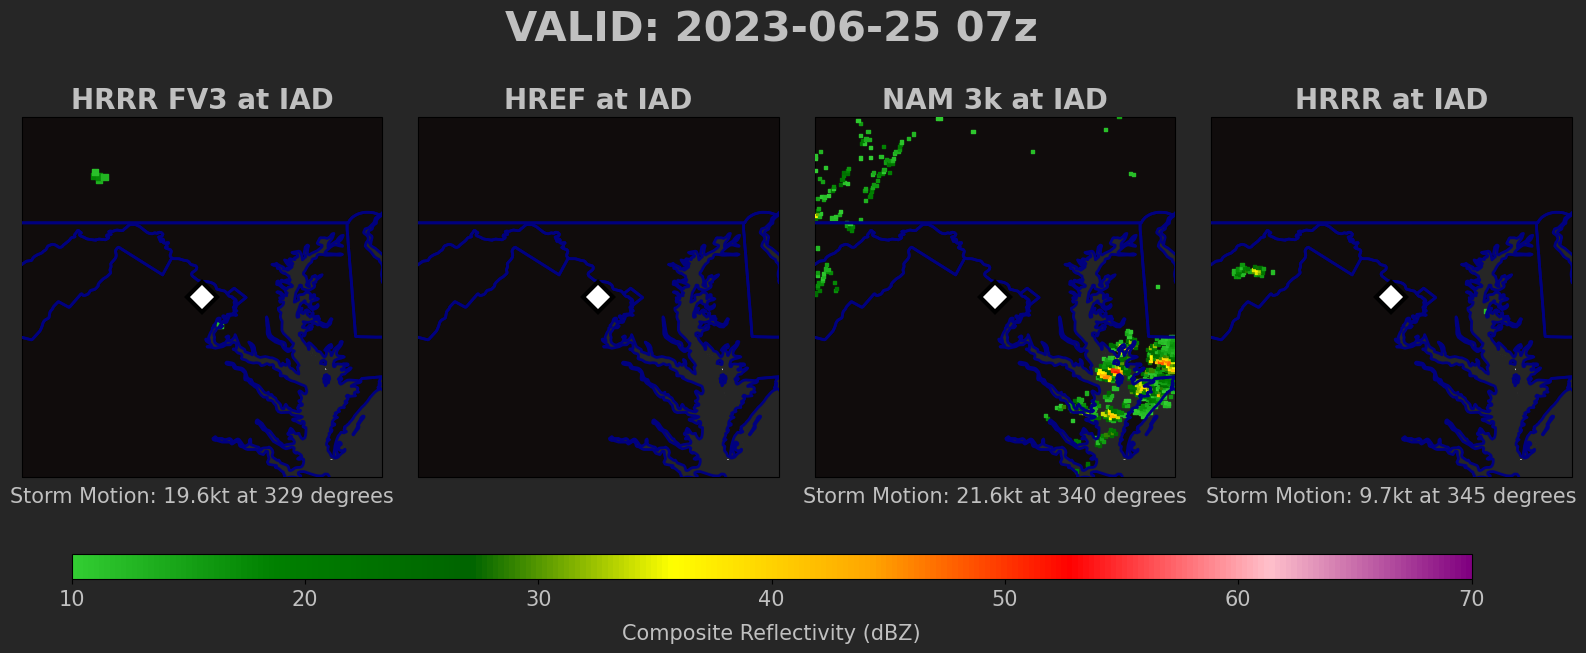 VALID: 2023-06-25 07z
HRRR FV3 at IAD
HREF at IAD
NAM 3k at IAD
HRRR at IAD
Storm Motion: 19.6kt at 329 degrees
Storm Motion: 21.6kt at 340 degrees
Storm Motion: 9.7kt at 345 degrees
10 20 30 40 50 60 70
Composite Reflectivity (dBZ)